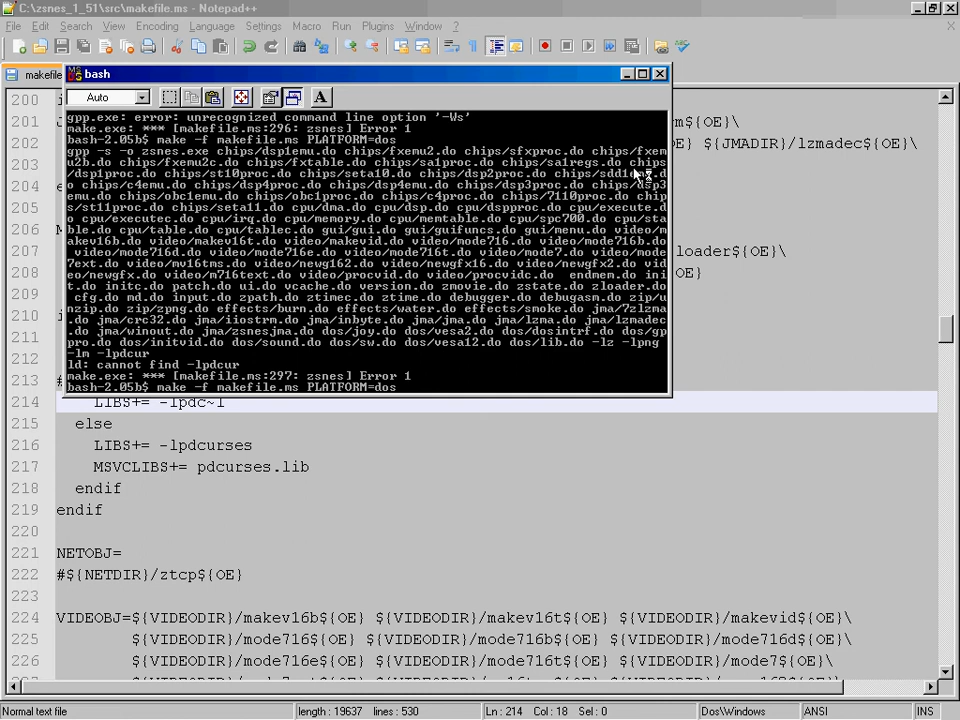 C:\zsnes_1_51\src\makefile.ms - Notepad++
File Edit Search View Encoding Language Settings Macro Run Plugins Window ?
makefile
bash
Auto
gpp.exe: error: unrecognized command line option '-Ws'
make.exe: *** [makefile.ms:296: zsnes] Error 1
bash-2.05b$ make -f makefile.ms PLATFORM=dos
gpp -s -o zsnes.exe chips/dsp1emu.do chips/fxemu2.do chips/sfxproc.do chips/fxem
u2b.do chips/fxemu2c.do chips/fxtable.do chips/sa1proc.do chips/sa1regs.do chips
/dsp1proc.do chips/st10proc.do chips/seta10.do chips/dsp2proc.do
o chips/c4emu.do chips/dsp4proc.do chips/dsp4emu.do chips/dsp3proc.do chips/dsp3
emu.do chips/obc1emu.do chips/obc1proc.do chips/c4proc.do chips/7110proc.do chip
s/st11proc.do chips/seta11.do cpu/dma.do cpu/dsp.do cpu/dspproc.do cpu/execute.d
o cpu/executec.do cpu/irq.do cpu/memory.do cpu/memtable.do cpu/spc700.do cpu/sta
ble.do cpu/table.do cpu/tablec.do gui/gui.do gui/guifuncs.do gui/menu.do video/m
akev16b.do video/makev16t.do video/makevid.do video/mode716.do video/mode716b.do
video/mode716d.do video/mode716e.do video/mode716t.do video/mode7.do video/mode
7ext.do video/mv16tms.do video/newg162.do video/newgfx16.do video/newgfx2.do vid
eo/newgfx.do video/m716text.do video/procvid.do video/procvidc.do endmem.do ini
t.do initc.do patch.do ui.do vcache.do version.do zmovie.do zstate.do zloader.do
cfg.do md.do input.do zpath.do ztimec.do ztime.do debugger.do debugasm.do zip/u
nzip.do zip/zpng.do effects/burn.do effects/water.do effects/smoke.do jma/7zlzma
.do jma/crc32.do jma/iiostrm.do jma/inbyte.do jma/jma.do jma/lzma.do jma/lzmadec
.do jma/winout.do jma/zsnesjma.do dos/joy.do dos/vesa2.do dos/dosintrf.do dos/gp
pro.do dos/initvid.do dos/sound.do dos/sw.do dos/vesa12.do dos/lib.do -lz -lpng
-lm -lpdcur
ld: cannot find -lpdcur
make.exe: *** [makefile.ms:297: zsnes] Error 1
bash-2.05b$ make -f makefile.ms PLATFORM=dos
200
201 {OE}\
202 {OE} ${JMADIR}/lzmadec${OE}\
203
204
205
206
207 loader${OE}\
208 {OE}
209
210
211
212
213 #
214 LIBS+= -lpdc~1
215 else
216 LIBS+= -lpdcurses
217 MSVCLIBS+= pdcurses.lib
218 endif
219 endif
220
221 NETOBJ=
222 #${NETDIR}/ztcp${OE}
223
224 VIDEOBJ=${VIDEODIR}/makev16b${OE} ${VIDEODIR}/makev16t${OE} ${VIDEODIR}/makevid${OE}\
225 ${VIDEODIR}/mode716${OE} ${VIDEODIR}/mode716b${OE} ${VIDEODIR}/mode716d${OE}\
226 ${VIDEODIR}/mode716e${OE} ${VIDEODIR}/mode716t${OE} ${VIDEODIR}/mode7${OE}\
Normal text file length : 19637 lines : 530 Ln : 214 Col : 18 Sel : 0 Dos\Windows ANSI INS